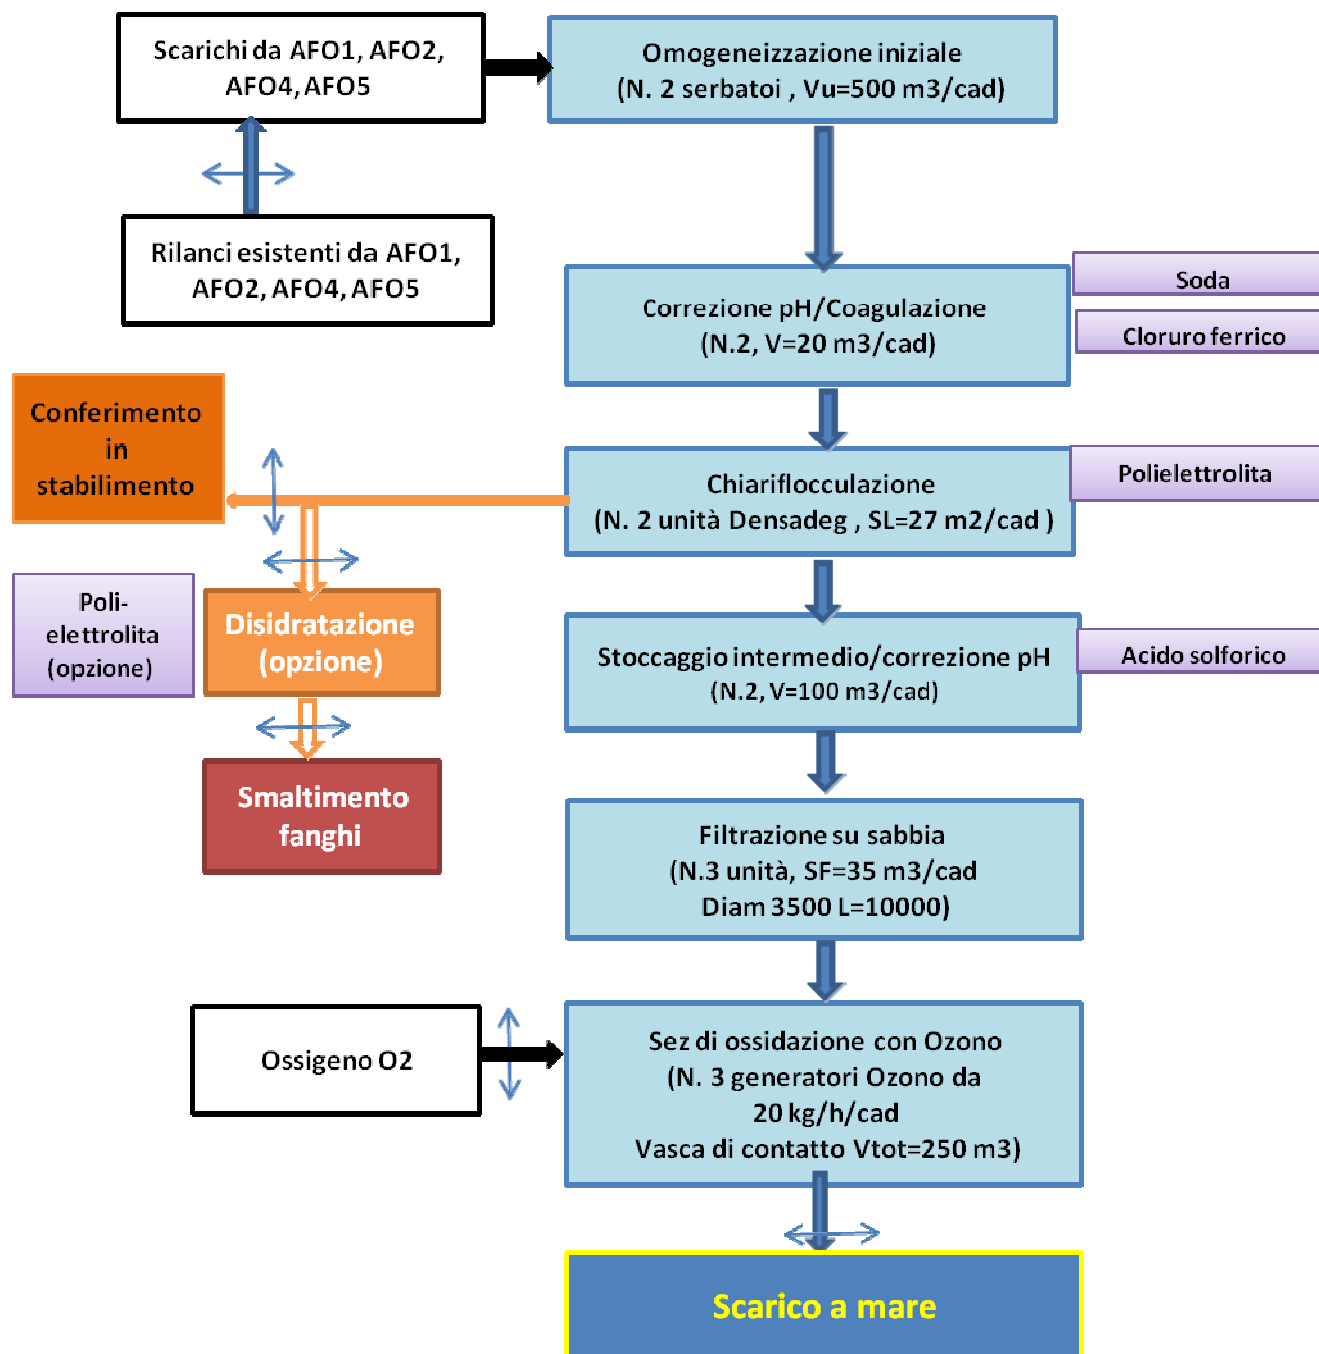 Scarichi da AFO1, AFO2,
AFO4, AFO5
Omogeneizzazione iniziale
(N. 2 serbatoi , Vu=500 m3/cad)
Rilanci esistenti da AFO1,
AFO2, AFO4, AFO5
Correzione pH/Coagulazione
(N.2, V=20 m3/cad)
Soda
Cloruro ferrico
Conferimento
in
stabilimento
Chiariflocculazione
(N. 2 unità Densadeg , SL=27 m2/cad )
Polielettrolita
Poli-
elettrolita
(opzione)
Disidratazione
(opzione)
Stoccaggio intermedio/correzione pH
(N.2, V=100 m3/cad)
Acido solforico
Smaltimento
fanghi
Filtrazione su sabbia
(N.3 unità, SF=35 m3/cad
Diam 3500 L=10000)
Ossigeno O2
Sez di ossidazione con Ozono
(N. 3 generatori Ozono da
20 kg/h/cad
Vasca di contatto Vtot=250 m3)
Scarico a mare